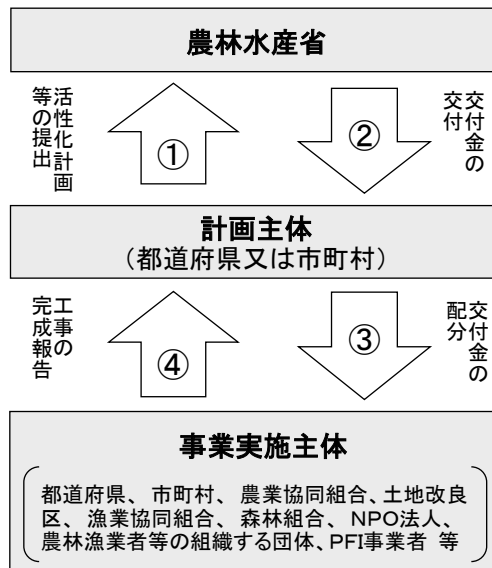 農林水産省
活性化計画
等の提出
①
②
交付金の
交付
計画主体
（都道府県又は市町村）
工事の
完成報告
④
③
交付金の
配分
事業実施主体
都道府県、市町村、農業協同組合、土地改良
区、漁業協同組合、森林組合、NPO法人、
農林漁業者等の組織する団体、PFI事業者 等